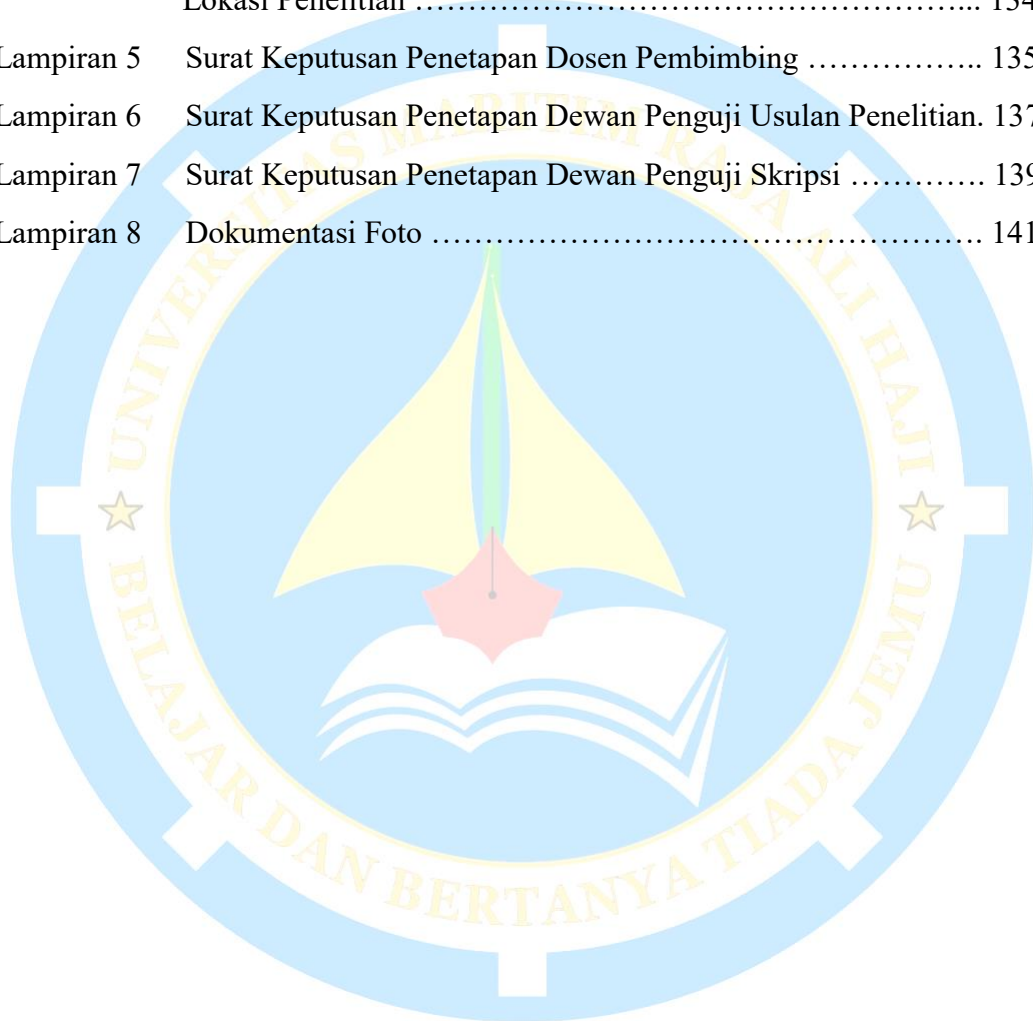 Lokasi Penelitian ……………………………………………... 134
Lampiran 5 Surat Keputusan Penetapan Dosen Pembimbing …………….. 135
Lampiran 6 Surat Keputusan Penetapan Dewan Penguji Usulan Penelitian. 137
Lampiran 7 Surat Keputusan Penetapan Dewan Penguji Skripsi …………. 139
Lampiran 8 Dokumentasi Foto ……………………………………………. 141
UNIVERSITAS MARITIM RAJA ALI HAJI
BELAJAR DAN BERTANYA TIADA JEMU